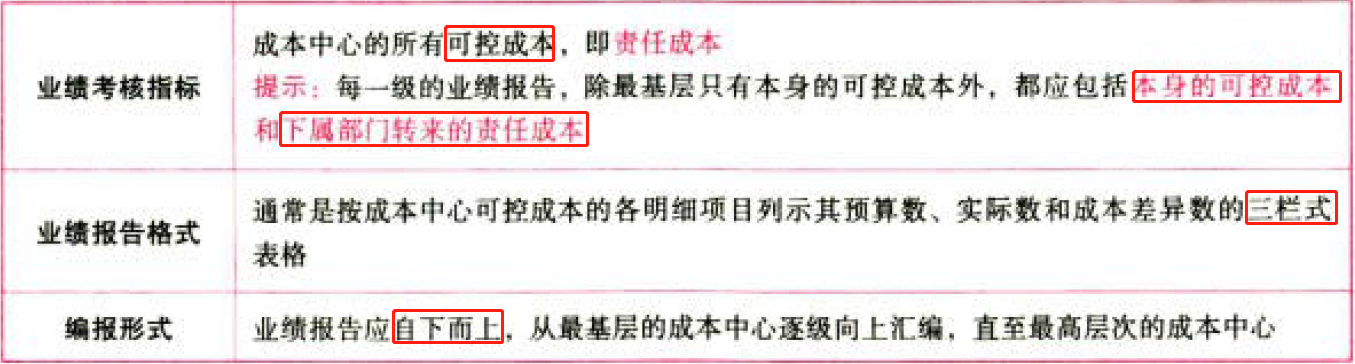 业绩考核指标
成本中心的所有可控成本，即责任成本
提示：每一级的业绩报告，除最基层只有本身的可控成本外，都应包括本身的可控成本
和下属部门转来的责任成本
业绩报告格式
通常是按成本中心可控成本的各明细项目列示其预算数、实际数和成本差异数的三栏式
表格
编报形式
业绩报告应自下而上，从最基层的成本中心逐级向上汇编，直至最高层次的成本中心